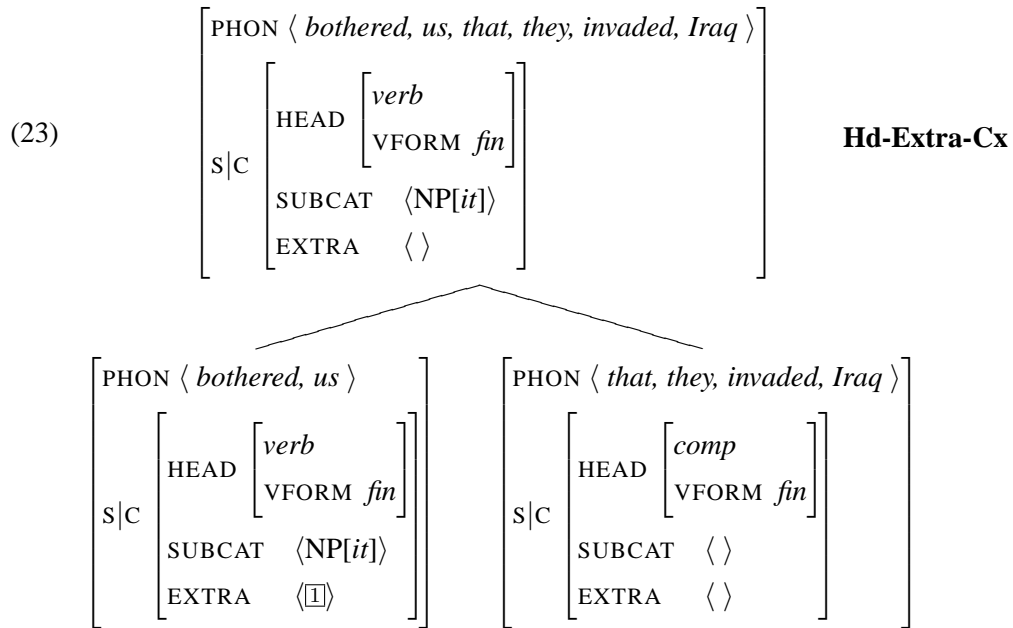 (23)
PHON ⟨ bothered, us, that, they, invaded, Iraq ⟩
S|C
HEAD
verb
VFORM fin
SUBCAT ⟨NP[it]⟩
EXTRA ⟨ ⟩
Hd-Extra-Cx
PHON ⟨ bothered, us ⟩
S|C
HEAD
verb
VFORM fin
SUBCAT ⟨NP[it]⟩
EXTRA ⟨1⟩
PHON ⟨ that, they, invaded, Iraq ⟩
S|C
HEAD
comp
VFORM fin
SUBCAT ⟨ ⟩
EXTRA ⟨ ⟩